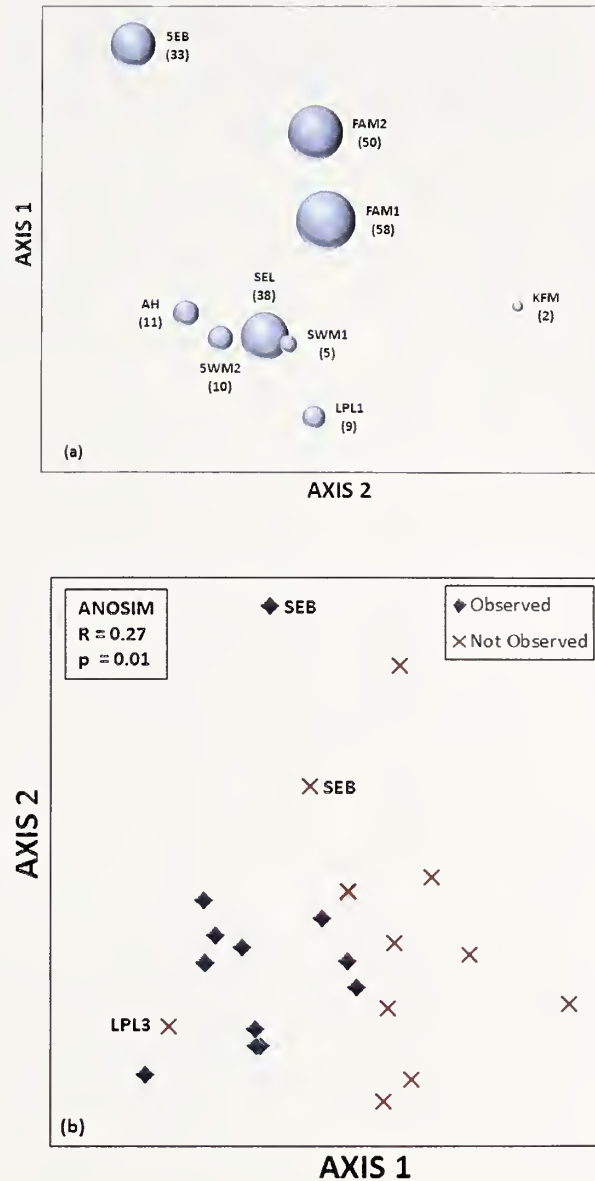 SEB
(33)
FAM2
(50)
FAM1
(58)
SEL
(38)
AH
(11)
SWM2
(10)
SWM1
(5)
KFM
(2)
LPL1
(9)
AXIS 1
(a)
AXIS 2
ANOSIM
R = 0.27
p = 0.01
SEB
Observed
Not Observed
SEB
AXIS 2
LPL3
(b)
AXIS 1